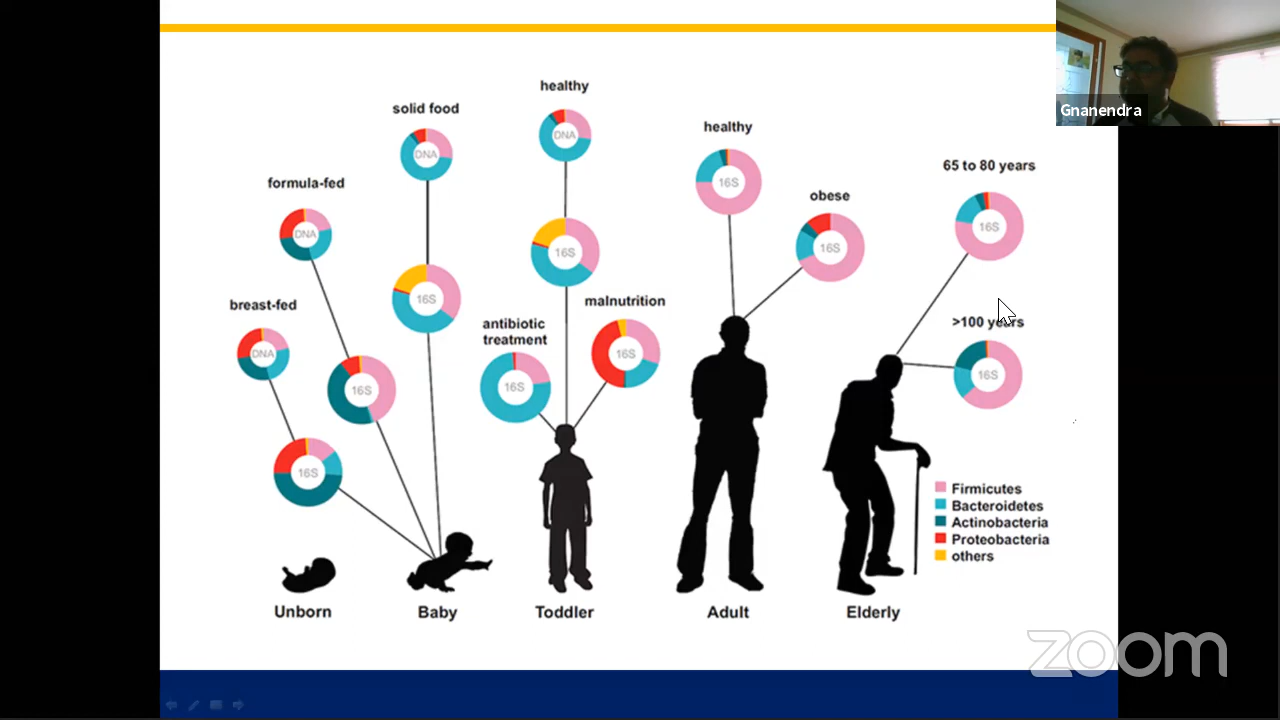 Gnanendra
healthy
solid food
DNA
DNA
healthy
16S
obese
16S
65 to 80 years
16S
formula-fed
DNA
16S
16S
breast-fed
DNA
antibiotic
treatment
16S
malnutrition
16S
>100 years
16S
16S
16S
Firmicutes
Bacteroidetes
Actinobacteria
Proteobacteria
others
Unborn
Baby
Toddler
Adult
Elderly
zoom